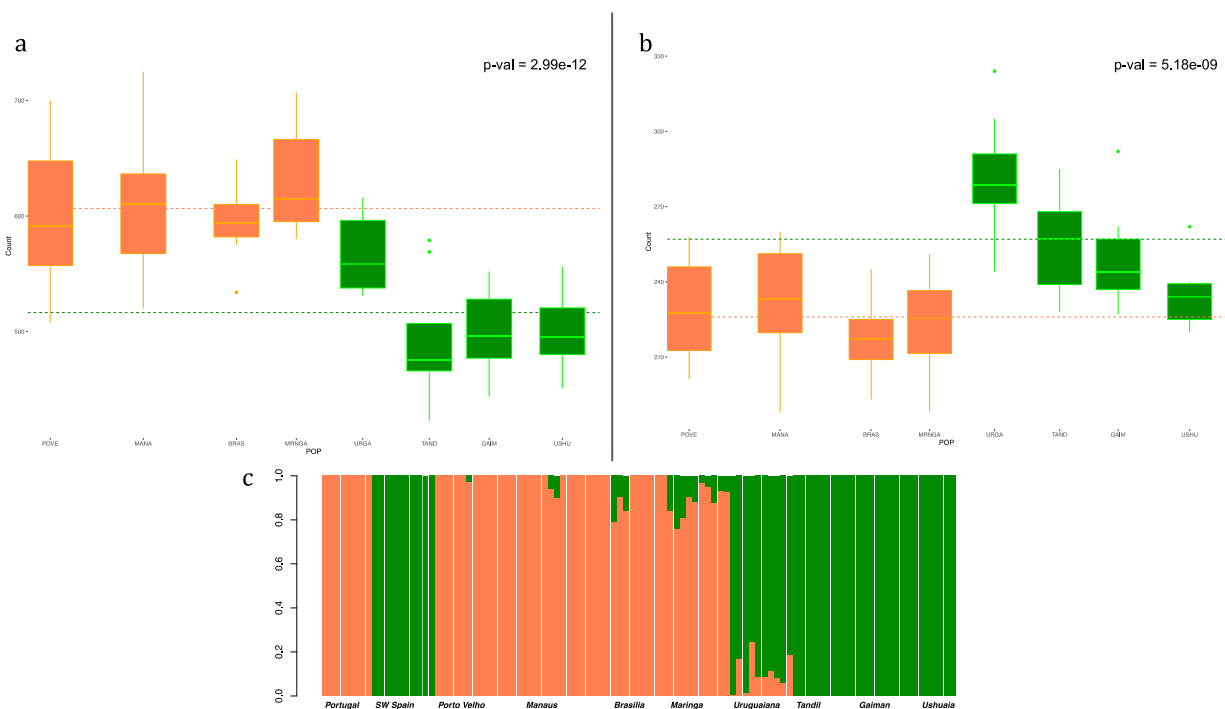 a
p-val = 2.99e-12
700
600
500
Count
POVE MANA BRAS MRNGA URGA TAND GAIM USHU
POP
b
p-val = 5.18e-09
330
300
270
240
210
Count
POVE MANA BRAS MRNGA URGA TAND GAIM USHU
POP
c
1.0
0.8
0.6
0.4
0.2
0.0
Portugal SW Spain Porto Velho Manaus Brasilia Maringa Uruguaiana Tandil Gaiman Ushuaia